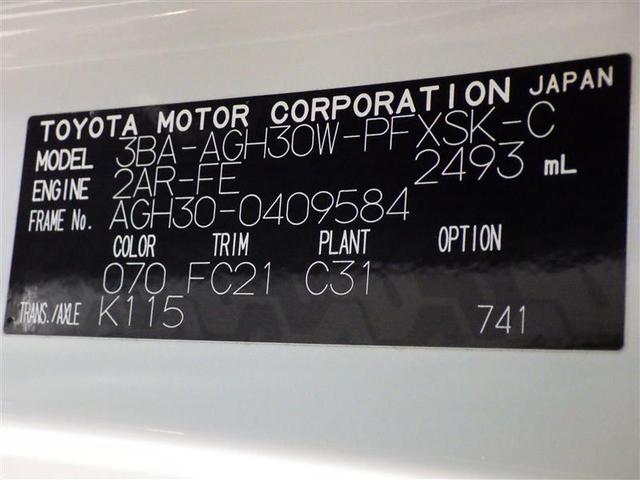 TOYOTA MOTOR CORPORATION JAPAN
MODEL 3BA-AGH30W-PFXSK-C
ENGINE 2AR-FE 2493 mL
FRAME No. AGH30-0409584
COLOR TRIM PLANT OPTION
070 FC21 C31
TRANS./AXLE K115 741